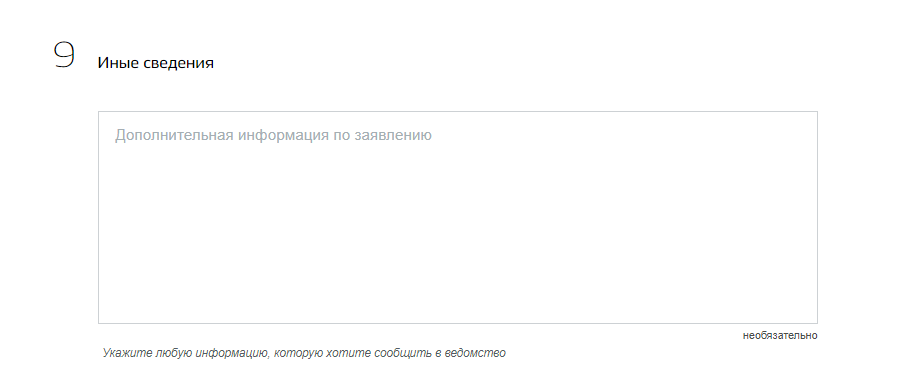 9 Иные сведения
Дополнительная информация по заявлению
необязательно
Укажите любую информацию, которую хотите сообщить в ведомство